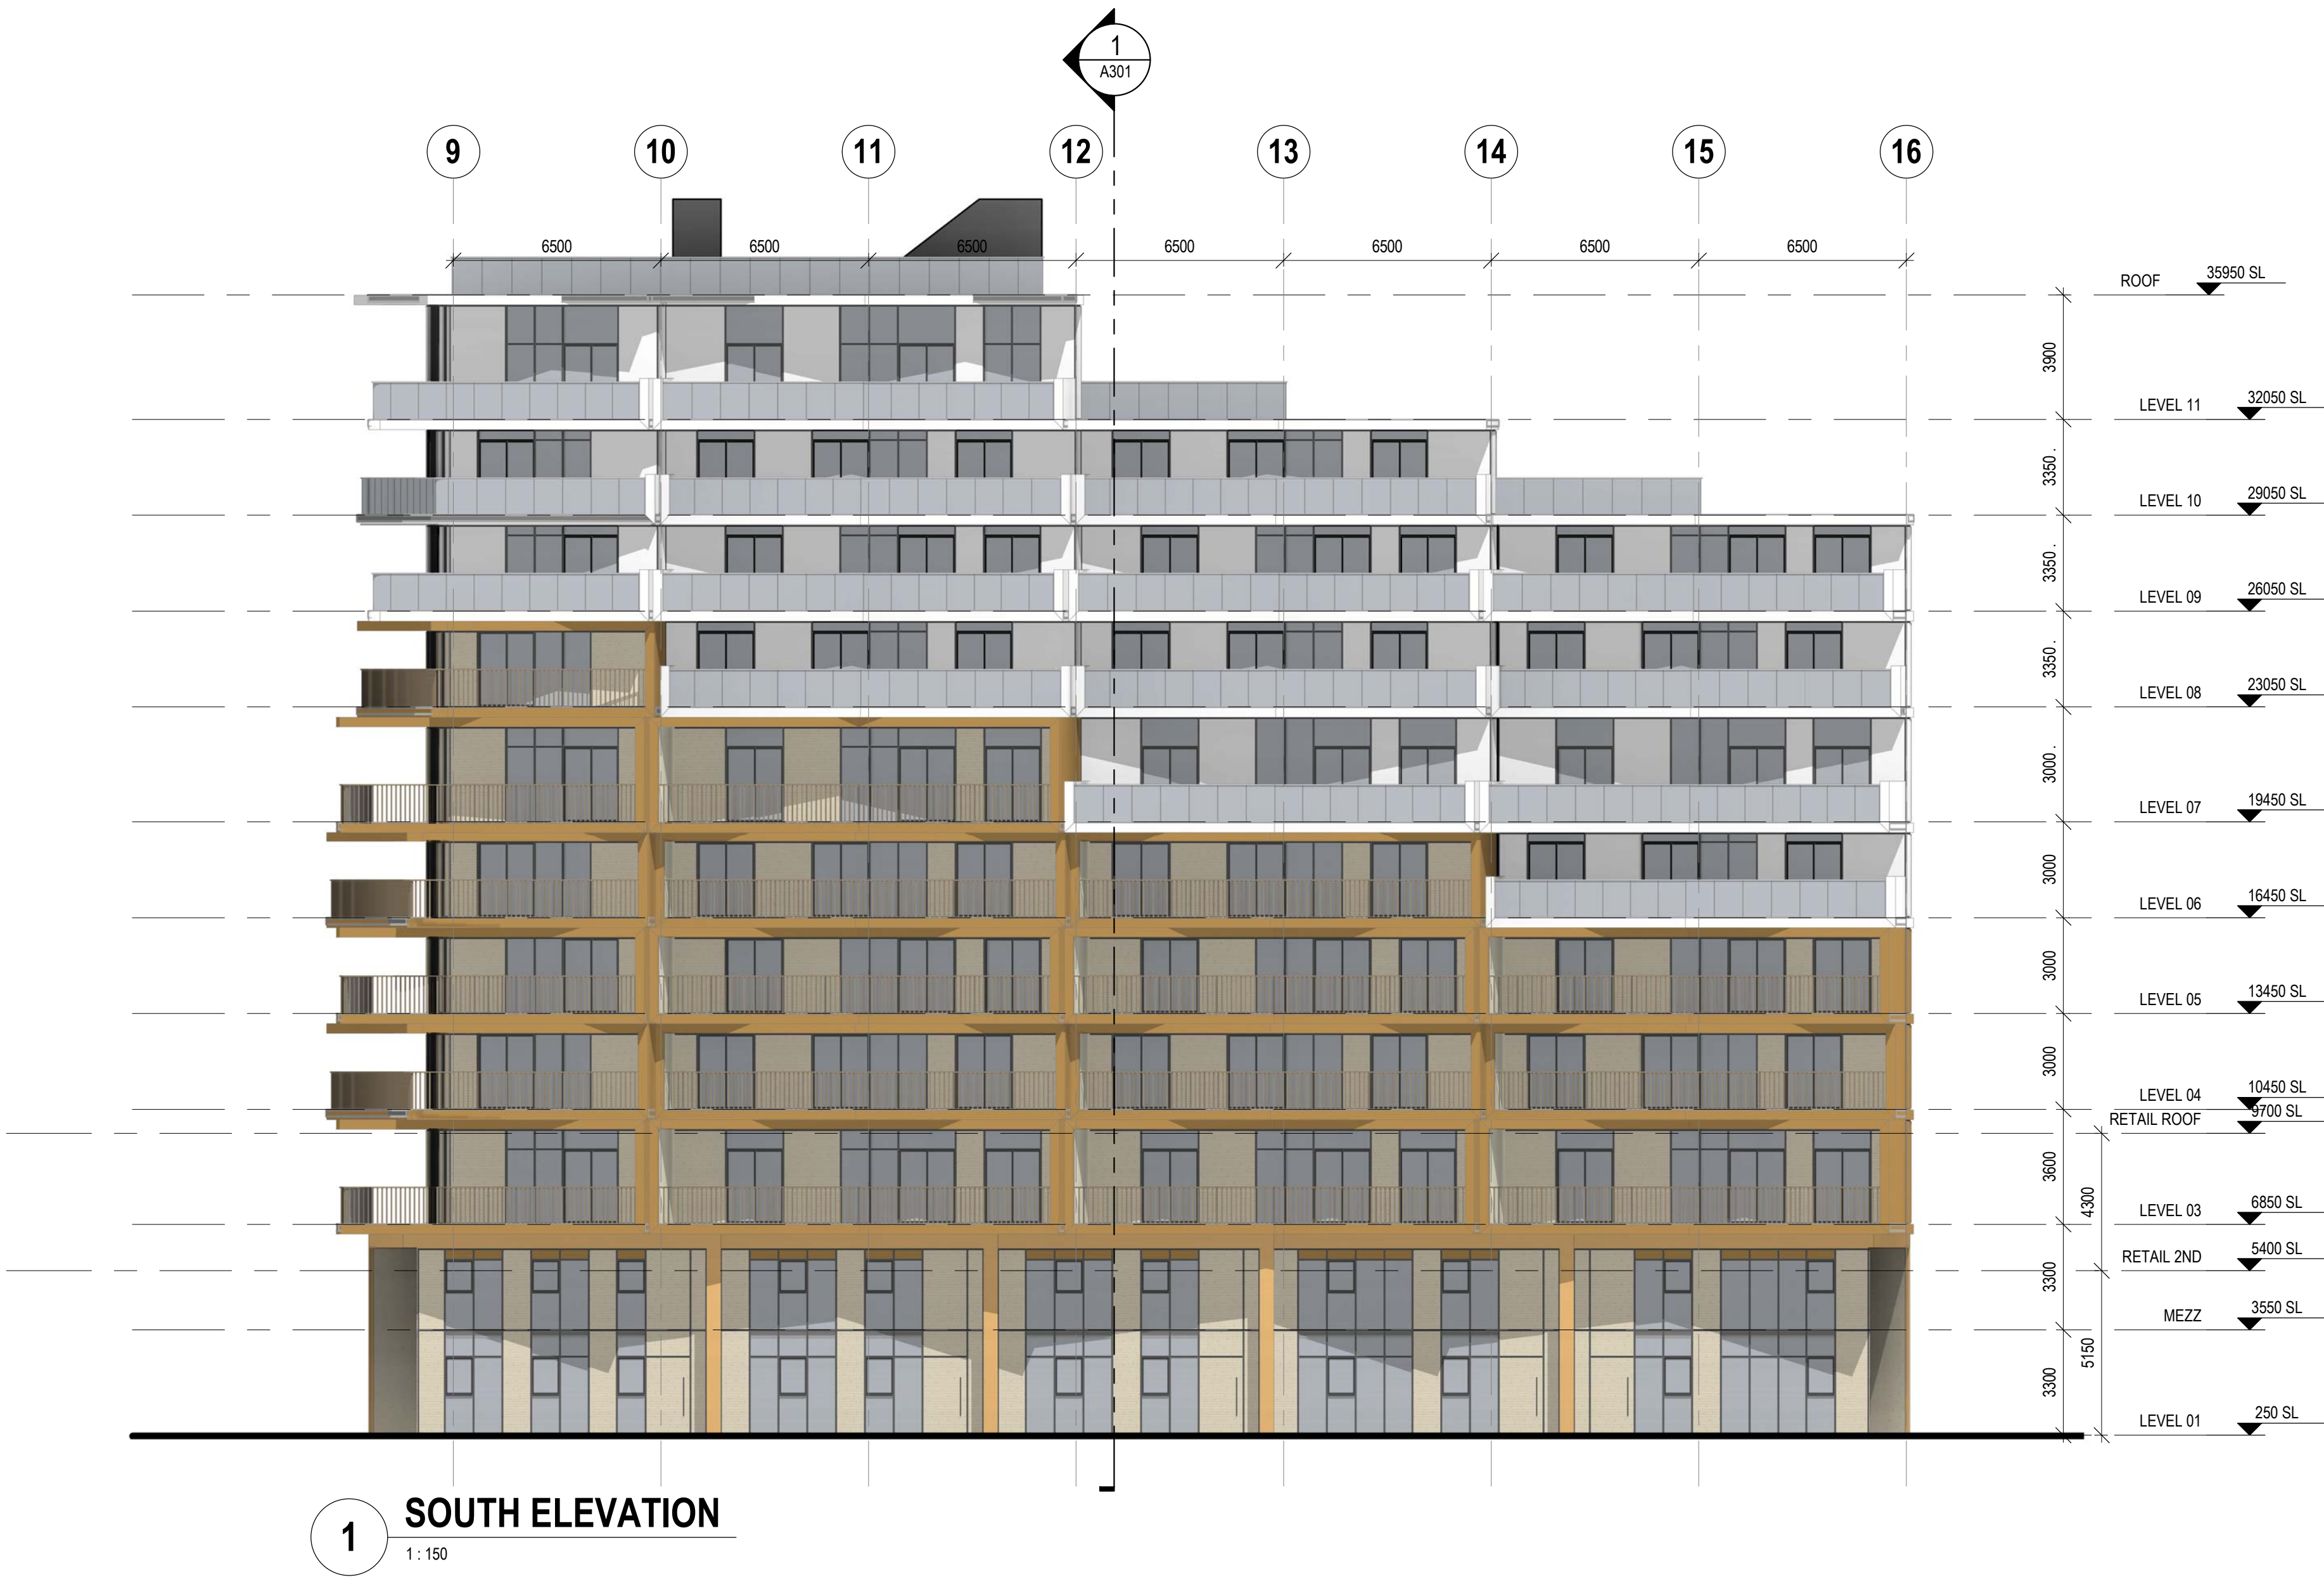 1
A301
9 10 11 12 13 14 15 16
6500 6500 6500 6500 6500 6500 6500
ROOF 35950 SL
3900
LEVEL 11 32050 SL
3350 .
LEVEL 10 29050 SL
3350 .
LEVEL 09 26050 SL
3350 .
LEVEL 08 23050 SL
3000 .
LEVEL 07 19450 SL
3000
LEVEL 06 16450 SL
3000
LEVEL 05 13450 SL
3000
LEVEL 04 10450 SL
RETAIL ROOF 9700 SL
3600
4300
LEVEL 03 6850 SL
RETAIL 2ND 5400 SL
3300
MEZZ 3550 SL
5150
3300
LEVEL 01 250 SL
1 SOUTH ELEVATION
1 : 150